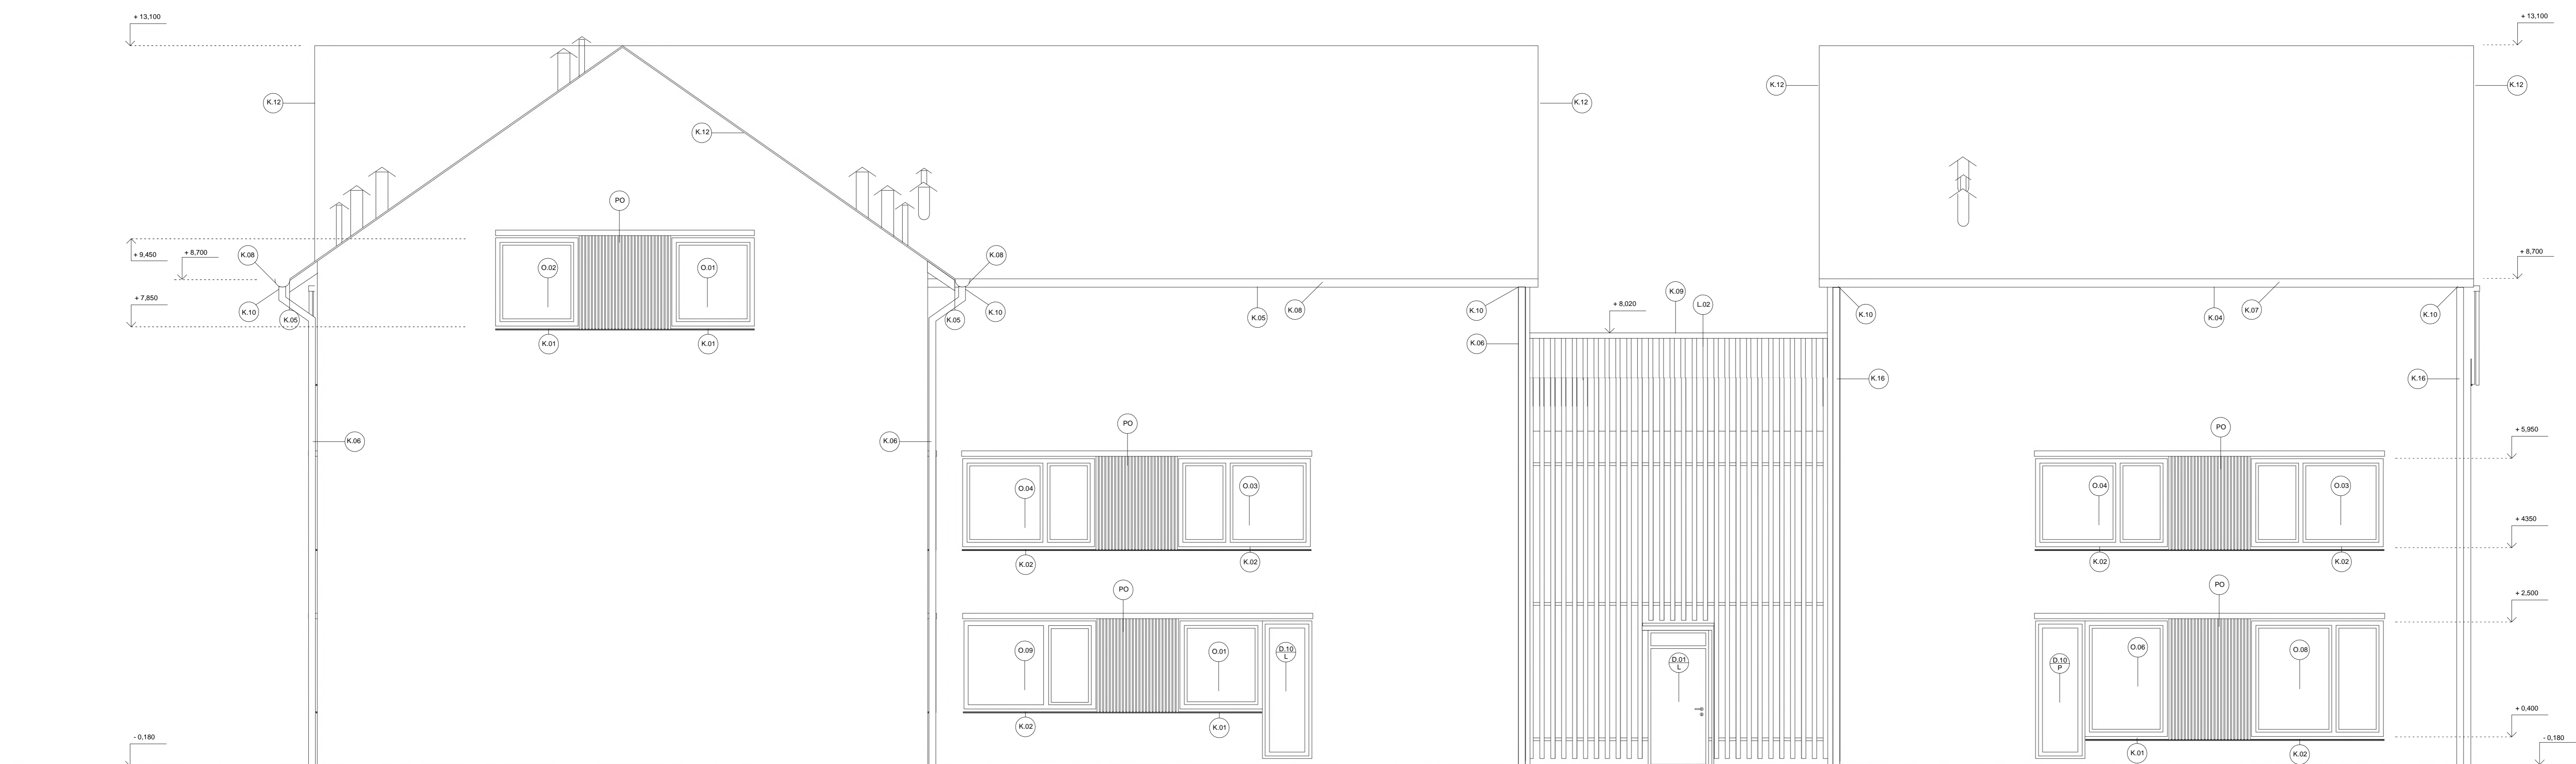 + 13,100
+ 13,100
K.12
K.12
K.12
K.12
K.12
PO
K.08
+ 8,700
+ 9,450
O.02
O.01
K.08
+ 8,700
+ 7,850
K.10
K.05
K.01
K.01
K.05
K.10
K.05
K.08
K.10
K.06
+ 8,020
K.09
L.02
K.10
K.04
K.07
K.10
K.16
K.16
K.06
K.06
PO
PO
+ 5,950
O.04
O.03
O.04
O.03
+ 4350
K.02
K.02
K.02
K.02
PO
PO
+ 2,500
O.09
O.01
D.10
L
D.01
L
D.10
P
O.06
O.08
+ 0,400
K.02
K.01
K.01
K.02
- 0,180
- 0,180